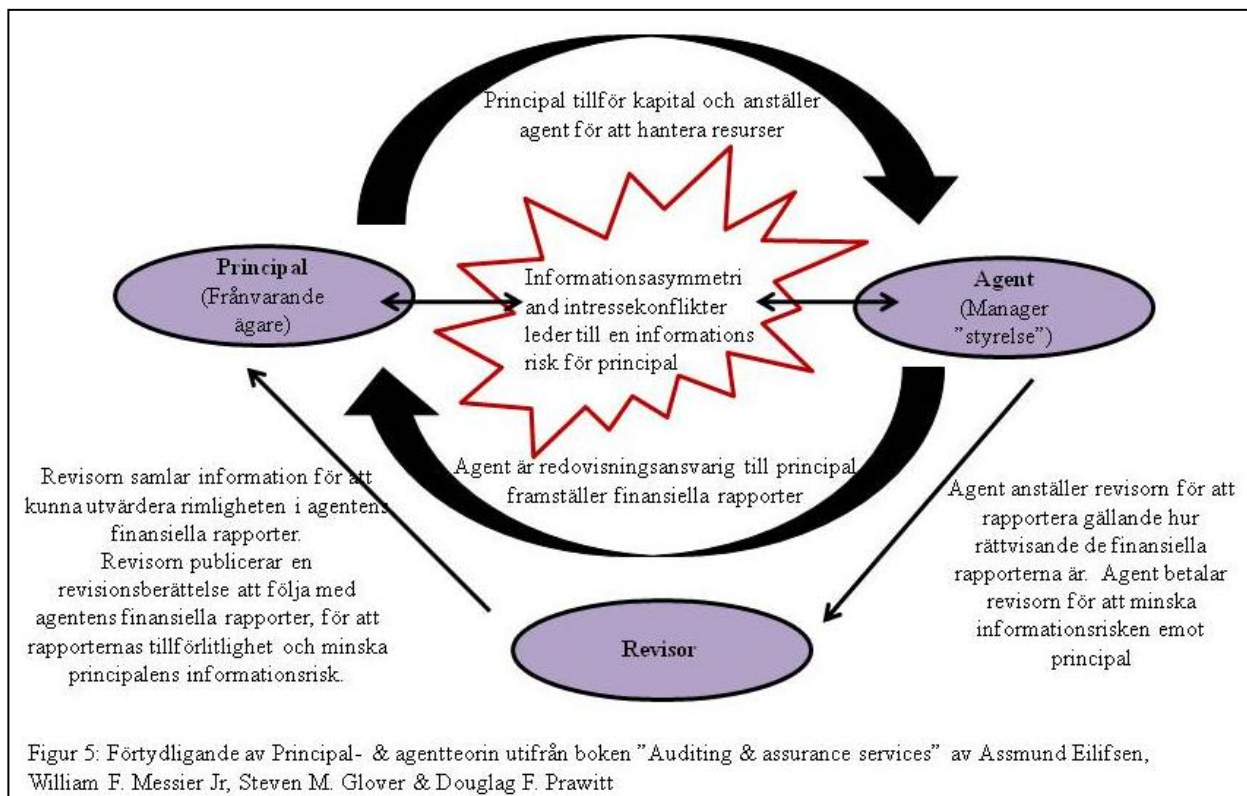 Principal tillför kapital och anställer
agent för att hantera resurser
Principal
(Frånvarande
ägare)
Informationsasymmetri
and intressekonflikter
leder till en informations
risk för principal
Agent
(Manager
"styrelse")
Agent är redovisningsansvarig till principal,
framställer finansiella rapporter
Revisorn samlar information för att
kunna utvärdera rimligheten i agentens
finansiella rapporter.
Revisorn publicerar en
revisionsberättelse att följa med
agentens finansiella rapporter, för att
rapporternas tillförlitlighet och minska
principalens informationsrisk.
Agent anställer revisorn för att
rapportera gällande hur
rättvisande de finansiella
rapporterna är. Agent betalar
revisorn för att minska
informationsrisken emot
principal
Revisor
Figur 5: Förtydligande av Principal- & agentteorin utifrån boken "Auditing & assurance services" av Assmund Eilifsen,
William F. Messier Jr, Steven M. Glover & Douglag F. Prawitt